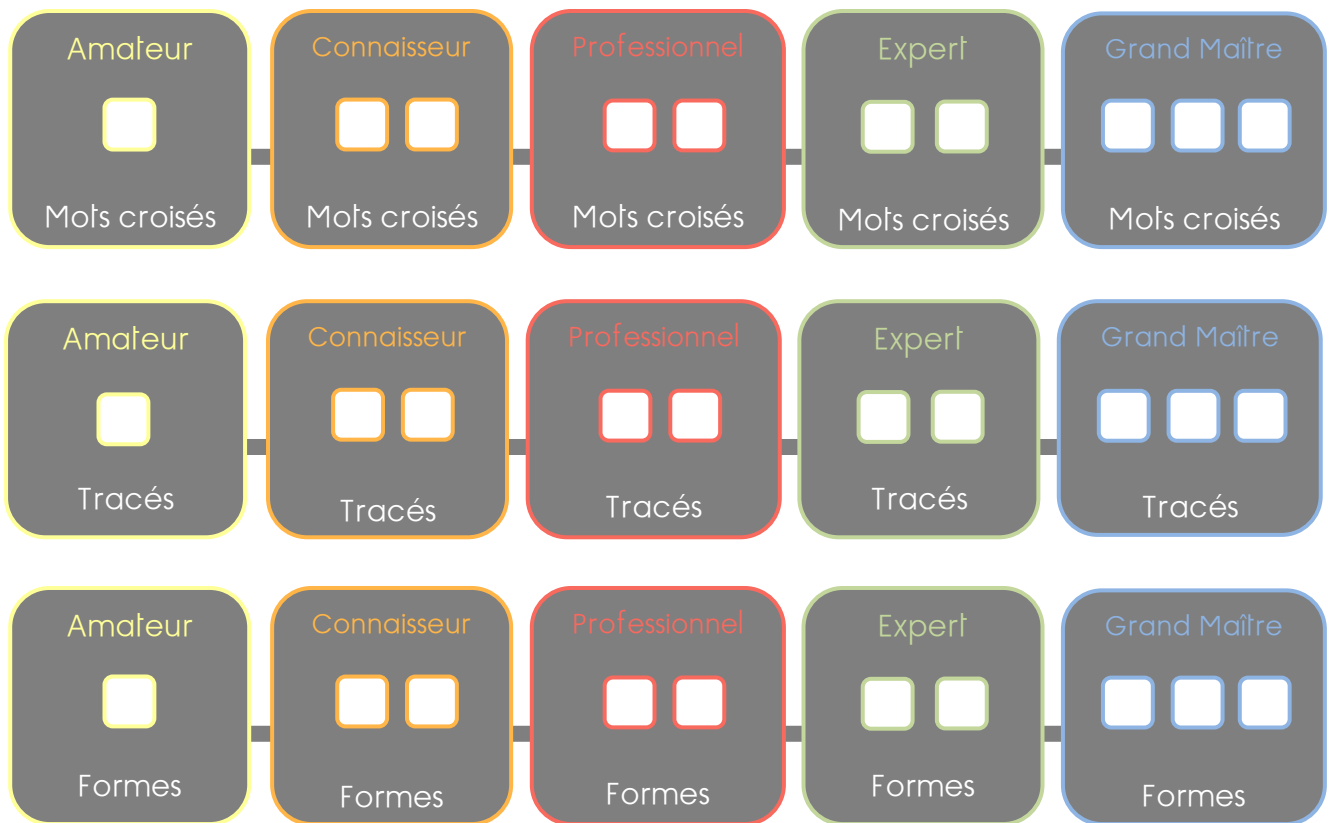 Amateur
Connaisseur
Professionnel
Expert
Grand Maître
Mots croisés
Mots croisés
Mots croisés
Mots croisés
Mots croisés
Amateur
Connaisseur
Professionnel
Expert
Grand Maître
Tracés
Tracés
Tracés
Tracés
Tracés
Amateur
Connaisseur
Professionnel
Expert
Grand Maître
Formes
Formes
Formes
Formes
Formes